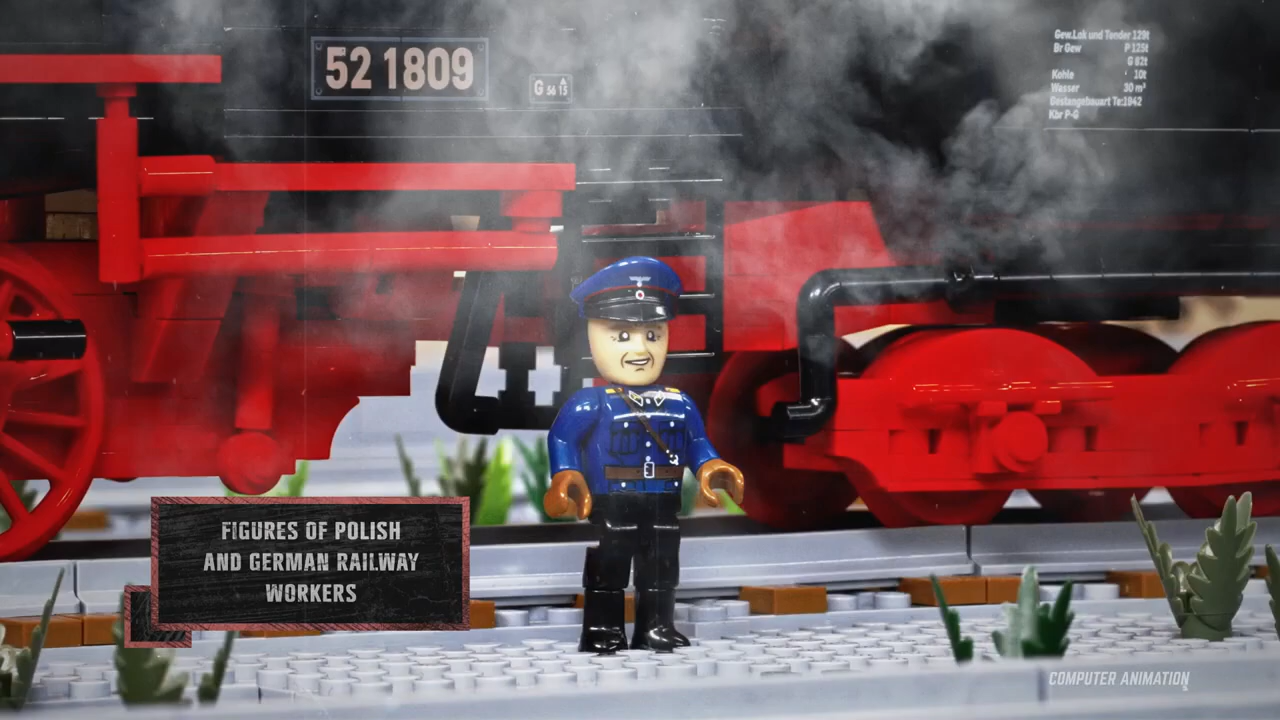 52 1809
G 56 15
A
Gew.Lok und Tender 129t
Br Gew P 125t
G 82t
Kohle 10t
Wasser 30 m³
Gestangebauart Te:1942
Kbr P-G
FIGURES OF POLISH
AND GERMAN RAILWAY
WORKERS
COMPUTER ANIMATION